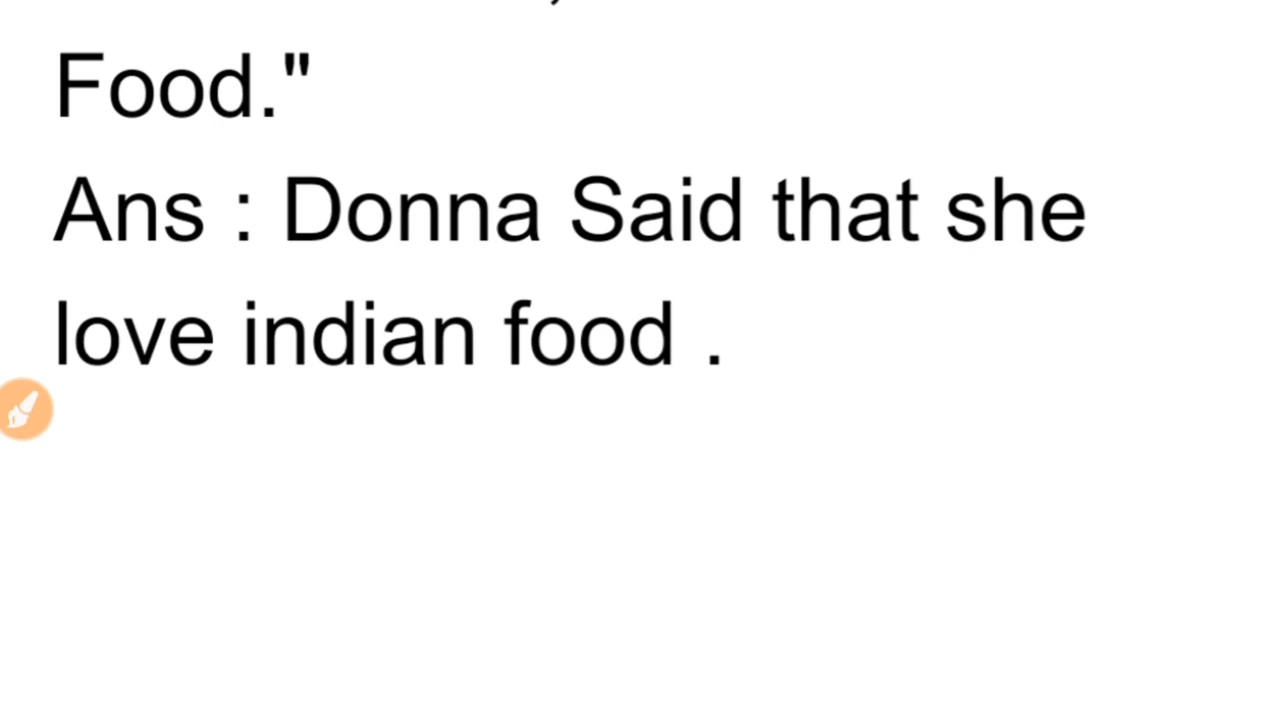 Food."
Ans : Donna Said that she
love indian food .